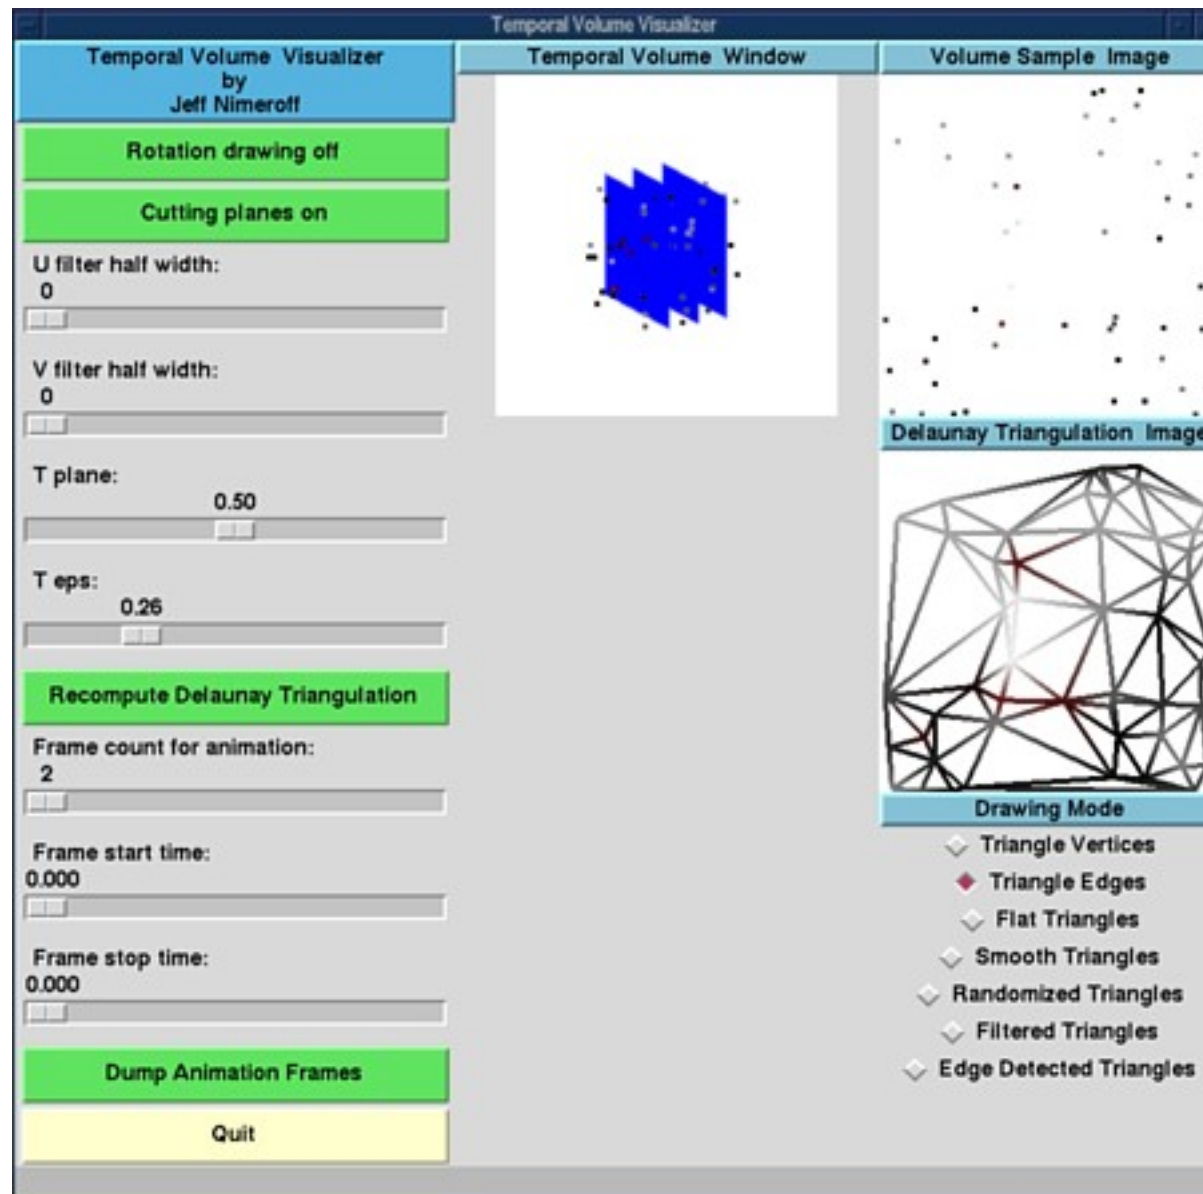 Temporal Volume Visualizer
Temporal Volume Visualizer
by
Jeff Nimeroff
Rotation drawing off
Cutting planes on
U filter half width:
0
V filter half width:
0
T plane:
0.50
T eps:
0.26
Recompute Delaunay Triangulation
Frame count for animation:
2
Frame start time:
0.000
Frame stop time:
0.000
Dump Animation Frames
Quit
Temporal Volume Window
Volume Sample Image
Delaunay Triangulation Image
Drawing Mode
Triangle Vertices
Triangle Edges
Flat Triangles
Smooth Triangles
Randomized Triangles
Filtered Triangles
Edge Detected Triangles